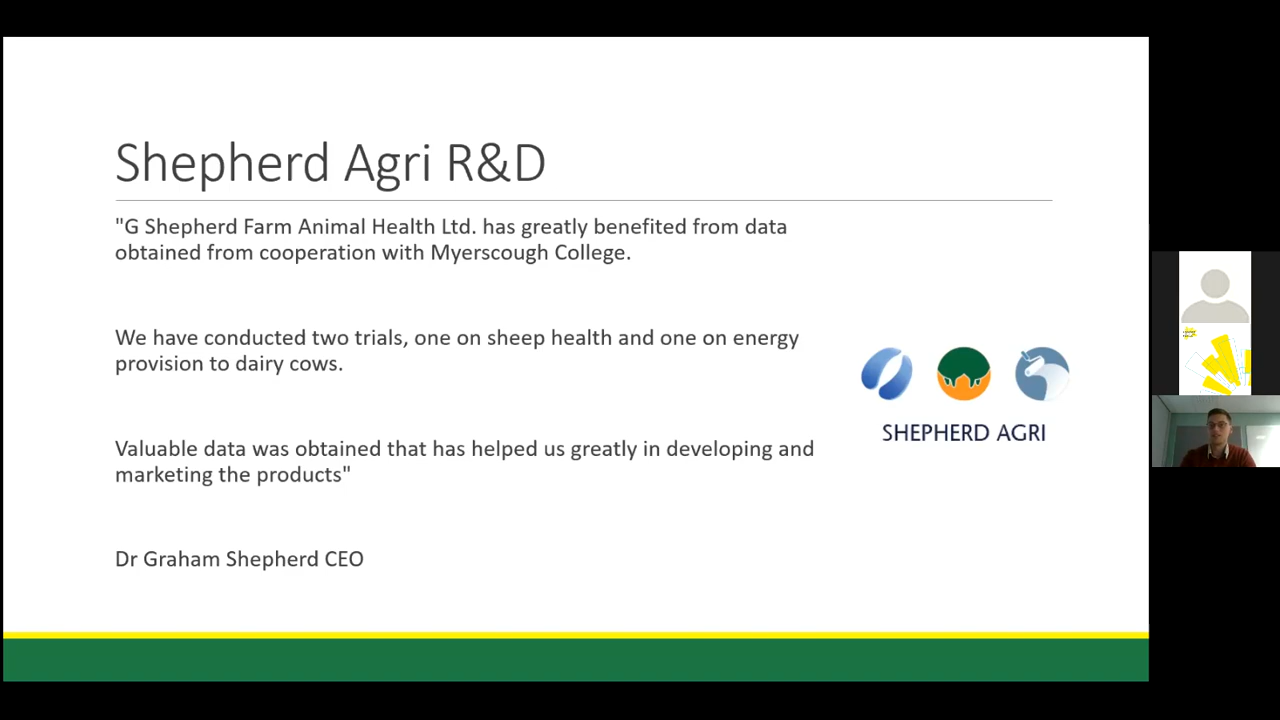 Shepherd Agri R&D
"G Shepherd Farm Animal Health Ltd. has greatly benefited from data
obtained from cooperation with Myerscough College.
We have conducted two trials, one on sheep health and one on energy
provision to dairy cows.
Valuable data was obtained that has helped us greatly in developing and
marketing the products"
Dr Graham Shepherd CEO
SHEPHERD AGRI